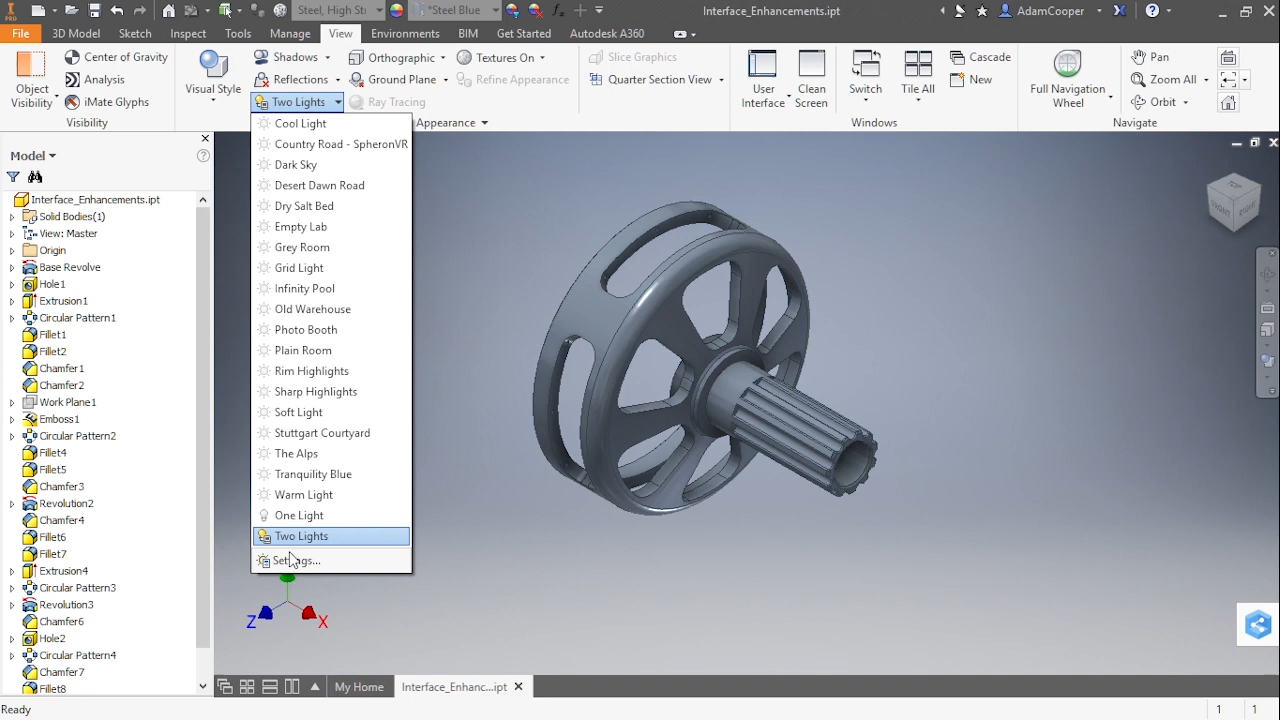 PRO
Steel, High St
*Steel Blue
Interface_Enhancements.ipt
AdamCooper
File
3D Model
Sketch
Inspect
Tools
Manage
View
Environments
BIM
Get Started
Autodesk A360
Object
Visibility
Center of Gravity
Analysis
iMate Glyphs
Visibility
Visual Style
Shadows
Reflections
Two Lights
Orthographic
Ground Plane
Ray Tracing
Textures On
Refine Appearance
Appearance
Slice Graphics
Quarter Section View
User
Interface
Clean
Screen
Switch
Tile All
Cascade
New
Windows
Full Navigation
Wheel
Pan
Zoom All
Orbit
Navigate
Cool Light
Country Road - SpheronVR
Dark Sky
Desert Dawn Road
Dry Salt Bed
Empty Lab
Grey Room
Grid Light
Infinity Pool
Old Warehouse
Photo Booth
Plain Room
Rim Highlights
Sharp Highlights
Soft Light
Stuttgart Courtyard
The Alps
Tranquility Blue
Warm Light
One Light
Two Lights
Settings...
Model
Interface_Enhancements.ipt
Solid Bodies(1)
View: Master
Origin
Base Revolve
Hole1
Extrusion1
Circular Pattern1
Fillet1
Fillet2
Chamfer1
Chamfer2
Work Plane1
Emboss1
Circular Pattern2
Fillet4
Fillet5
Chamfer3
Revolution2
Chamfer4
Fillet6
Fillet7
Extrusion4
Circular Pattern3
Revolution3
Chamfer6
Hole2
Circular Pattern4
Chamfer7
Fillet8
TOP
FRONT
RIGHT
Z
X
My Home
Interface_Enhanc...ipt
Ready
1
1